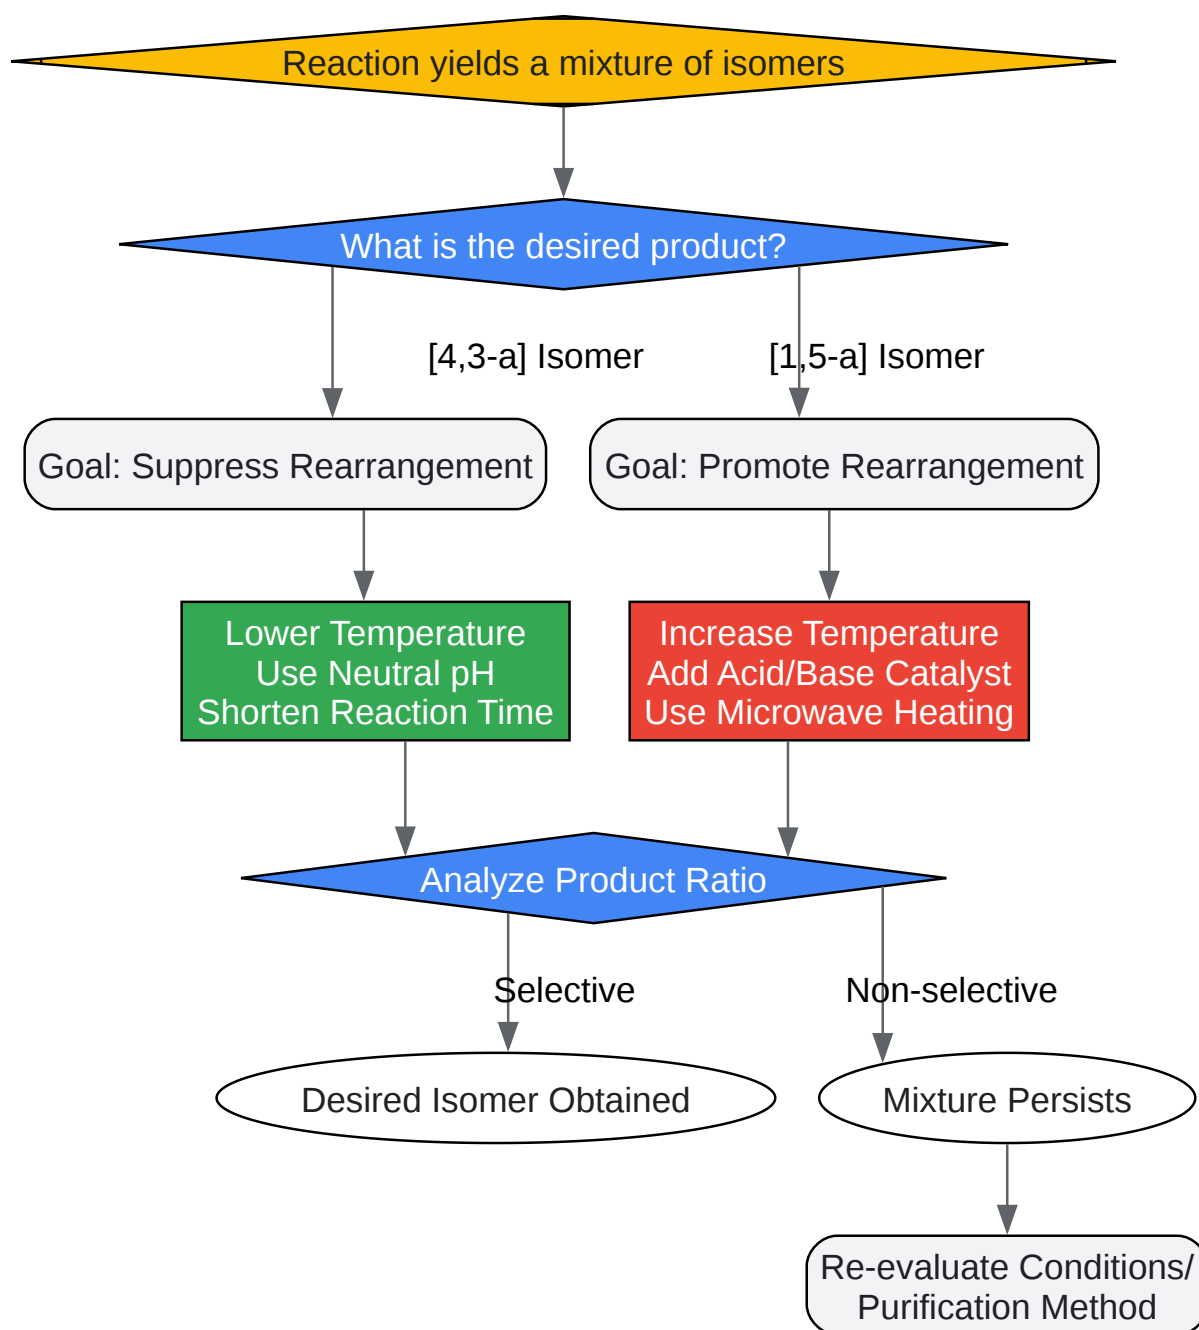 Reaction yields a mixture of isomers
What is the desired product?
[4,3-a] Isomer
[1,5-a] Isomer
Goal: Suppress Rearrangement
Goal: Promote Rearrangement
Lower Temperature
Use Neutral pH
Shorten Reaction Time
Increase Temperature
Add Acid/Base Catalyst
Use Microwave Heating
Analyze Product Ratio
Selective
Non-selective
Desired Isomer Obtained
Mixture Persists
Re-evaluate Conditions/
Purification Method